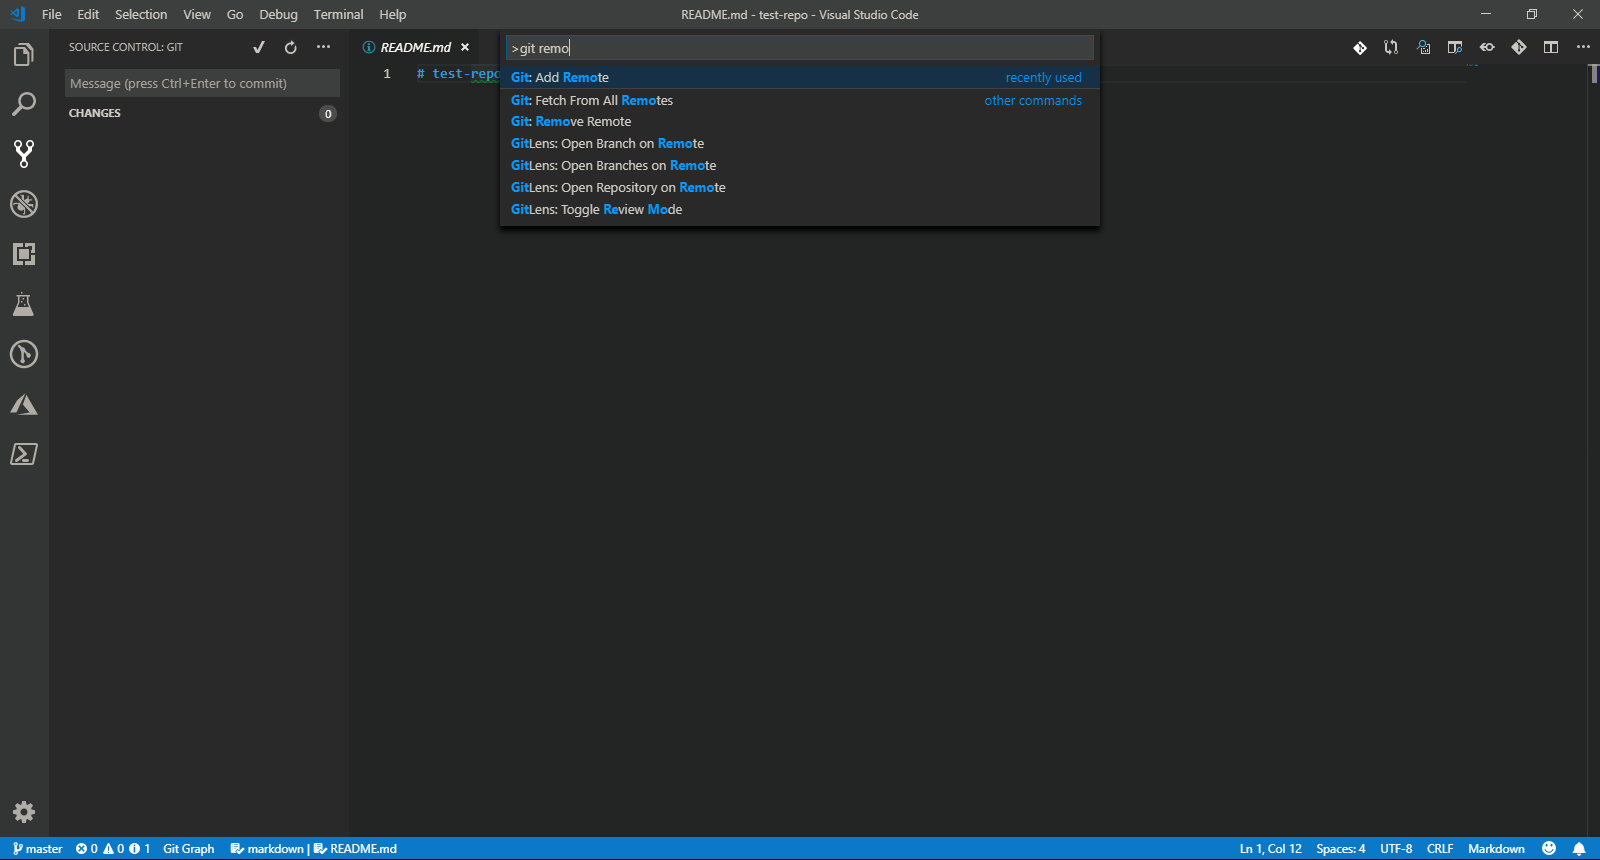 File Edit Selection View Go Debug Terminal Help
README.md - test-repo - Visual Studio Code
SOURCE CONTROL: GIT
Message (press Ctrl+Enter to commit)
CHANGES 0
README.md
1 # test-repo
>git remo
Git: Add Remote recently used
Git: Fetch From All Remotes other commands
Git: Remove Remote
GitLens: Open Branch on Remote
GitLens: Open Branches on Remote
GitLens: Open Repository on Remote
GitLens: Toggle Review Mode
master 0 0 1 Git Graph markdown | README.md Ln 1, Col 12 Spaces: 4 UTF-8 CRLF Markdown